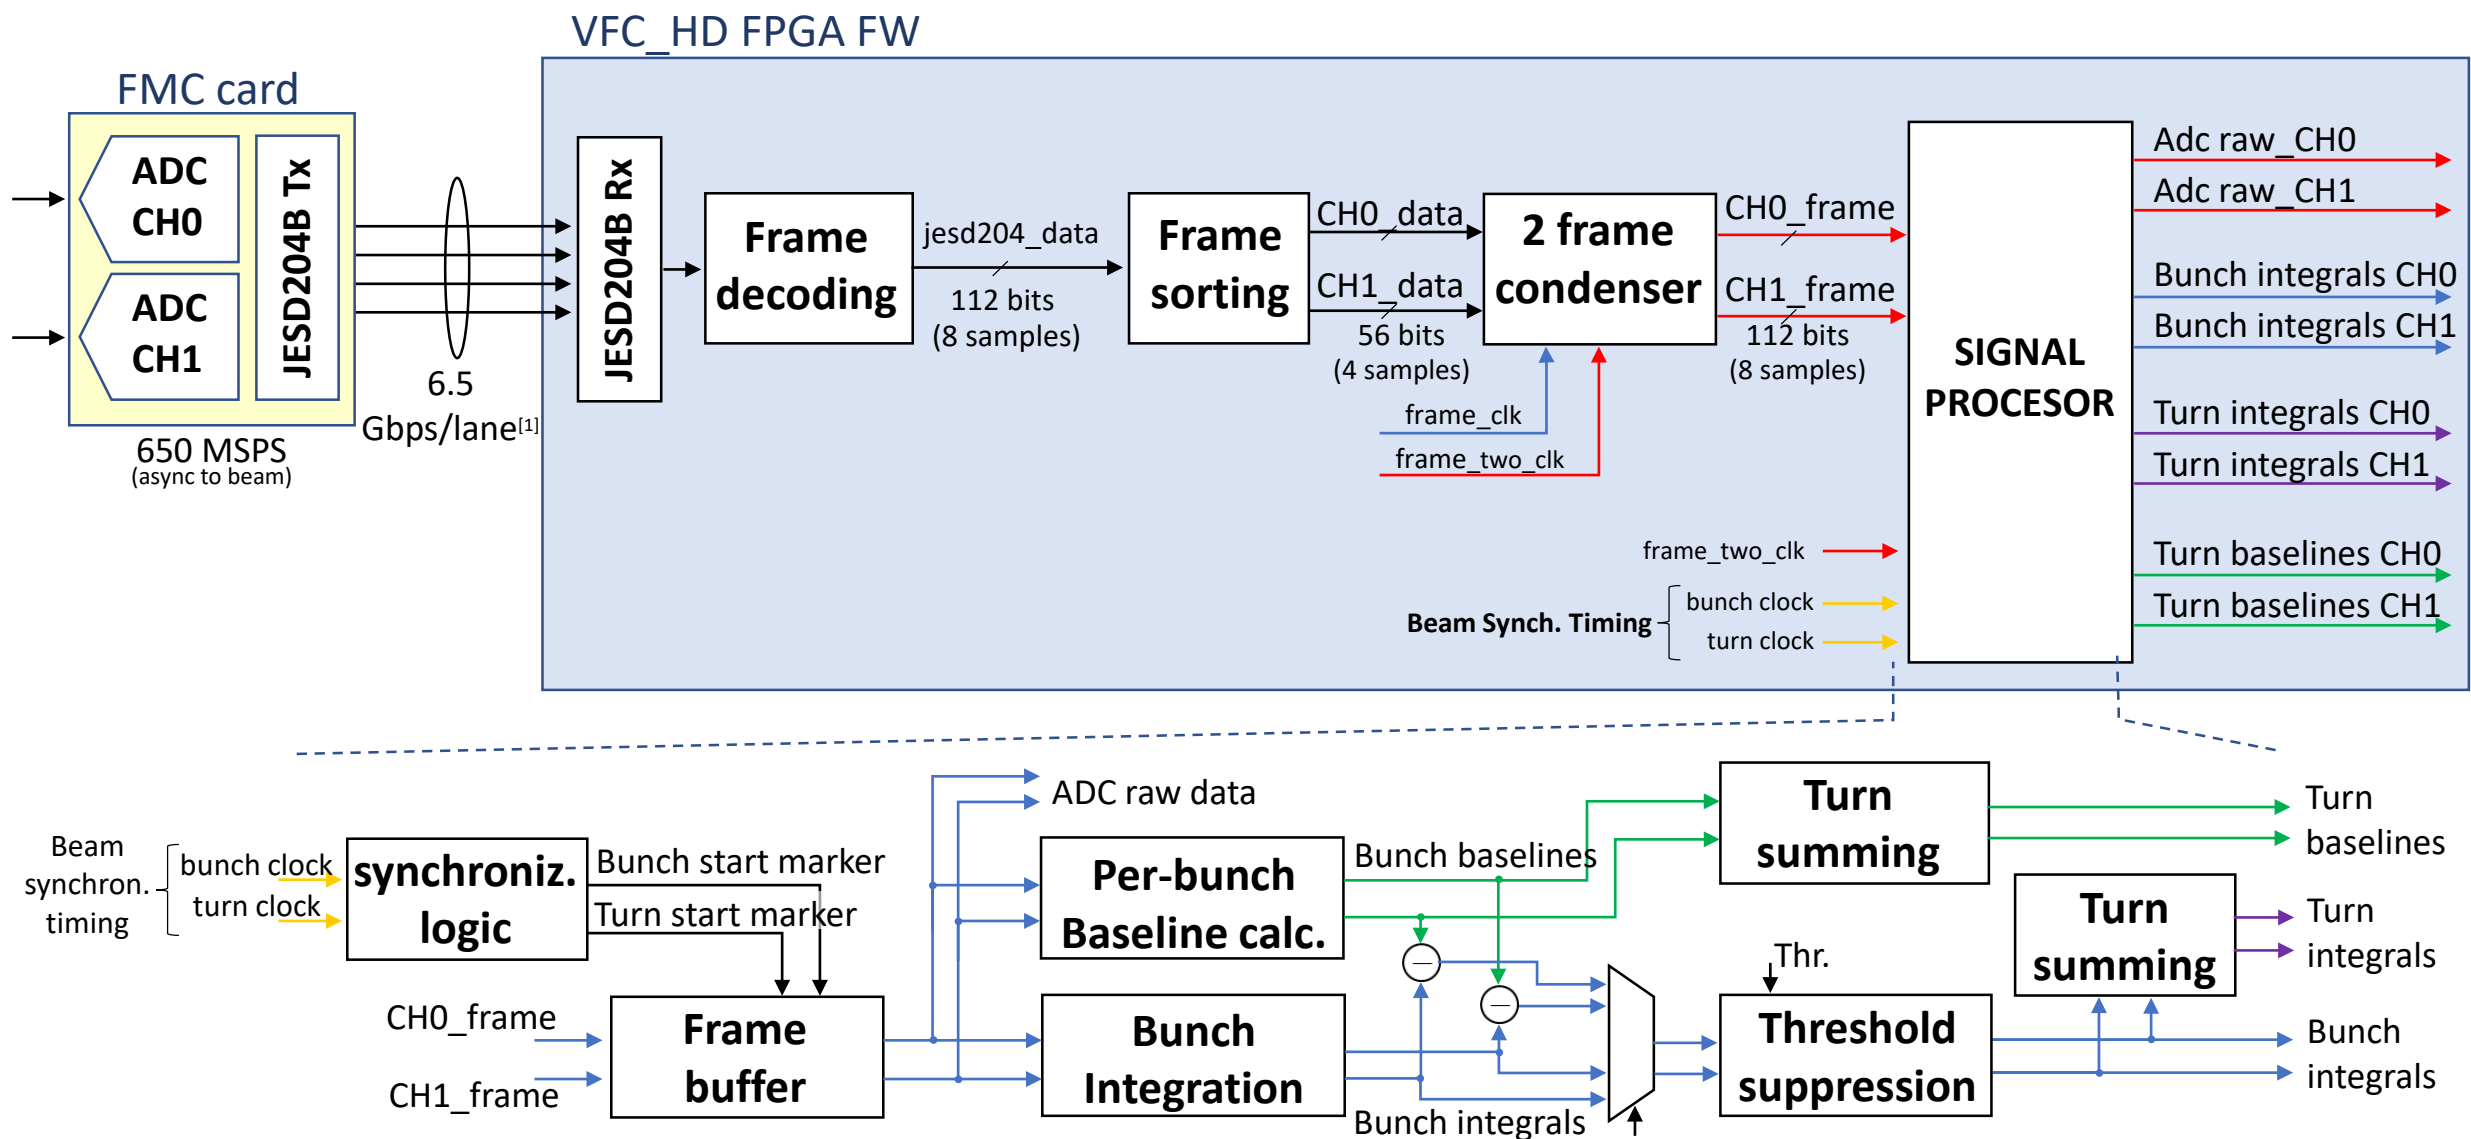 VFC_HD FPGA FW
FMC card
ADC
CH0
ADC
CH1
JESD204B Tx
650 MSPS
(async to beam)
6.5
Gbps/lane[1]
JESD204B Rx
Frame
decoding
jesd204_data
112 bits
(8 samples)
Frame
sorting
CH0_data
CH1_data
56 bits
(4 samples)
2 frame
condenser
frame_clk
frame_two_clk
CH0_frame
CH1_frame
112 bits
(8 samples)
SIGNAL
PROCESOR
frame_two_clk
Beam Synch. Timing
bunch clock
turn clock
Adc raw_CH0
Adc raw_CH1
Bunch integrals CH0
Bunch integrals CH1
Turn integrals CH0
Turn integrals CH1
Turn baselines CH0
Turn baselines CH1
Beam
synchron.
timing
bunch clock
turn clock
synchroniz.
logic
Bunch start marker
Turn start marker
CH0_frame
CH1_frame
Frame
buffer
ADC raw data
Per-bunch
Baseline calc.
Bunch
Integration
Bunch baselines
Bunch integrals
—
—
Turn
summing
Thr.
Threshold
suppression
Turn
summing
Turn
baselines
Turn
integrals
Bunch
integrals